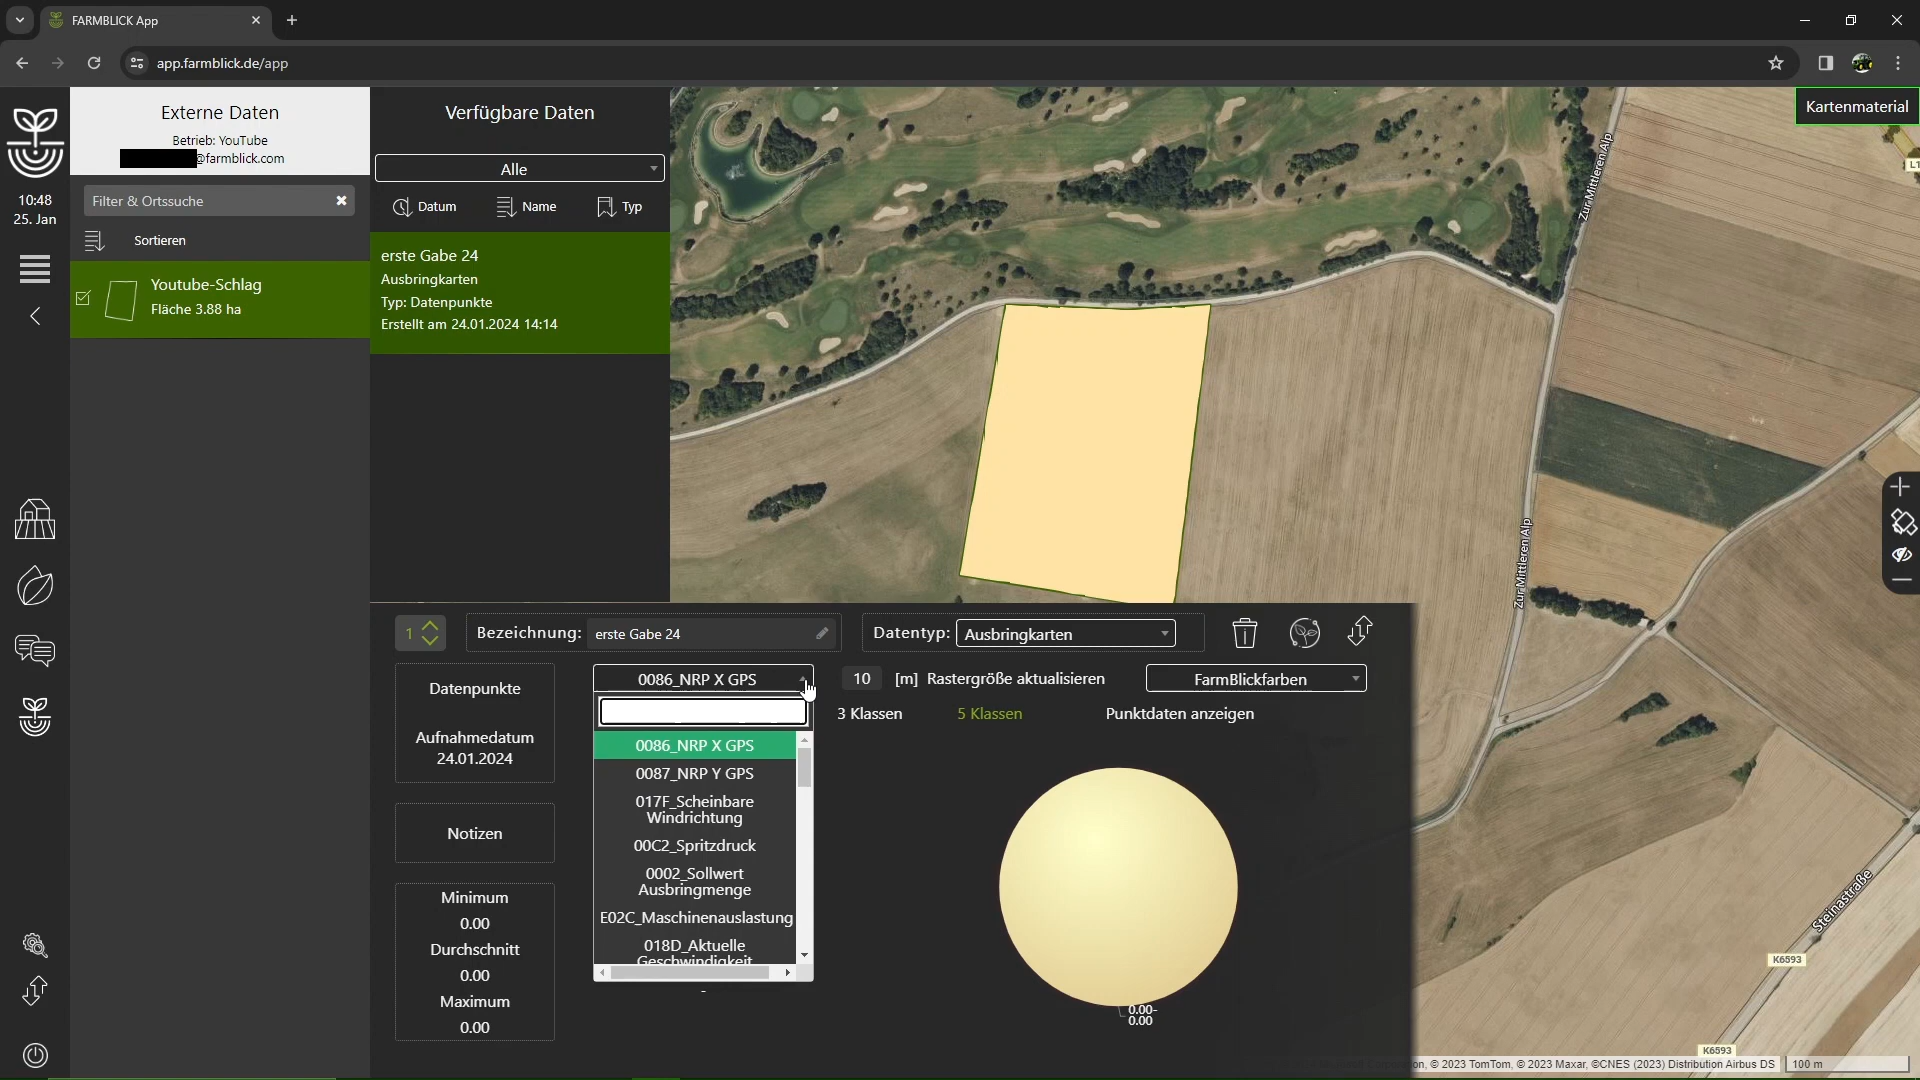 FARMBLICK App
app.farmblick.de/app
Externe Daten
Betrieb: YouTube
@farmblick.com
10:48
25. Jan
Filter & Ortssuche
Sortieren
Youtube-Schlag
Fläche 3.88 ha
Verfügbare Daten
Alle
Datum
Name
Typ
erste Gabe 24
Ausbringkarten
Typ: Datenpunkte
Erstellt am 24.01.2024 14:14
Kartenmaterial
L1
Zur Mittleren Alp
Zur Mittleren Alp
1
Bezeichnung:
erste Gabe 24
Datentyp:
Ausbringkarten
Datenpunkte
Aufnahmedatum
24.01.2024
Notizen
Minimum
0.00
Durchschnitt
0.00
Maximum
0.00
0086_NRP X GPS
0086_NRP X GPS
0087_NRP Y GPS
017F_Scheinbare
Windrichtung
00C2_Spritzdruck
0002_Sollwert
Ausbringmenge
E02C_Maschinenauslastung
018D_Aktuelle
Geschwindigkeit
-
10
[m] Rastergröße aktualisieren
FarmBlickfarben
3 Klassen
5 Klassen
Punktdaten anzeigen
0.00-
0.00
Steinastraße
K6593
K6593
© 2023 TomTom, © 2023 Maxar, ©CNES (2023) Distribution Airbus DS
100 m